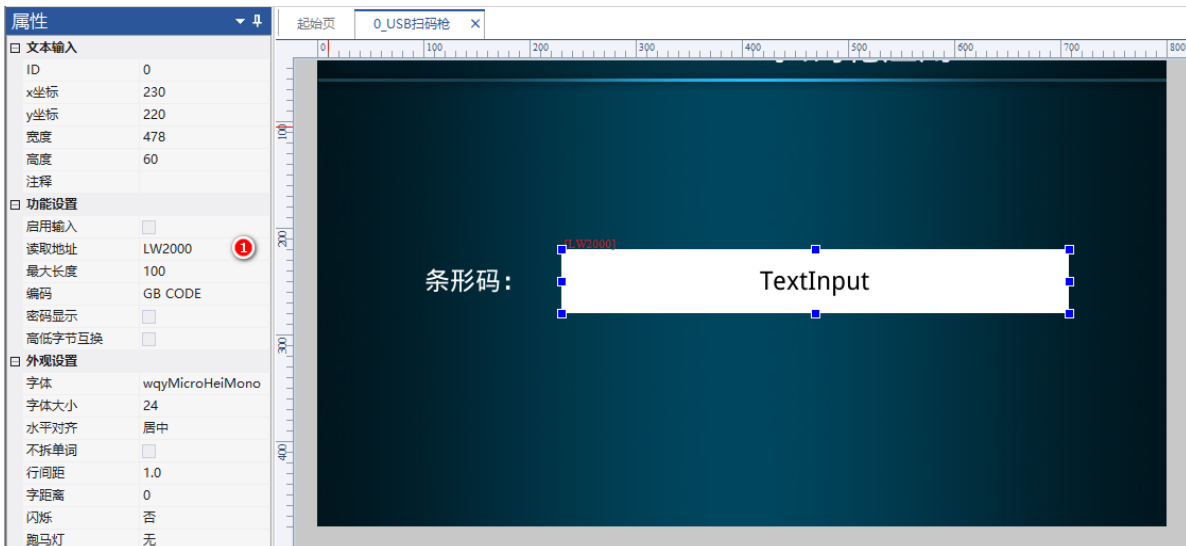 属性
起始页 0_USB扫码枪 ×
文本输入
ID 0
x坐标 230
y坐标 220
宽度 478
高度 60
注释
功能设置
启用输入
读取地址 LW2000 1
最大长度 100
编码 GB CODE
密码显示
高低字节互换
外观设置
字体 wqyMicroHeiMono
字体大小 24
水平对齐 居中
不拆单词
行间距 1.0
字距离 0
闪烁 否
跑马灯 无
0 100 200 300 400 500 600 700 800
100
200
300
400
[LW2000]
条形码： TextInput